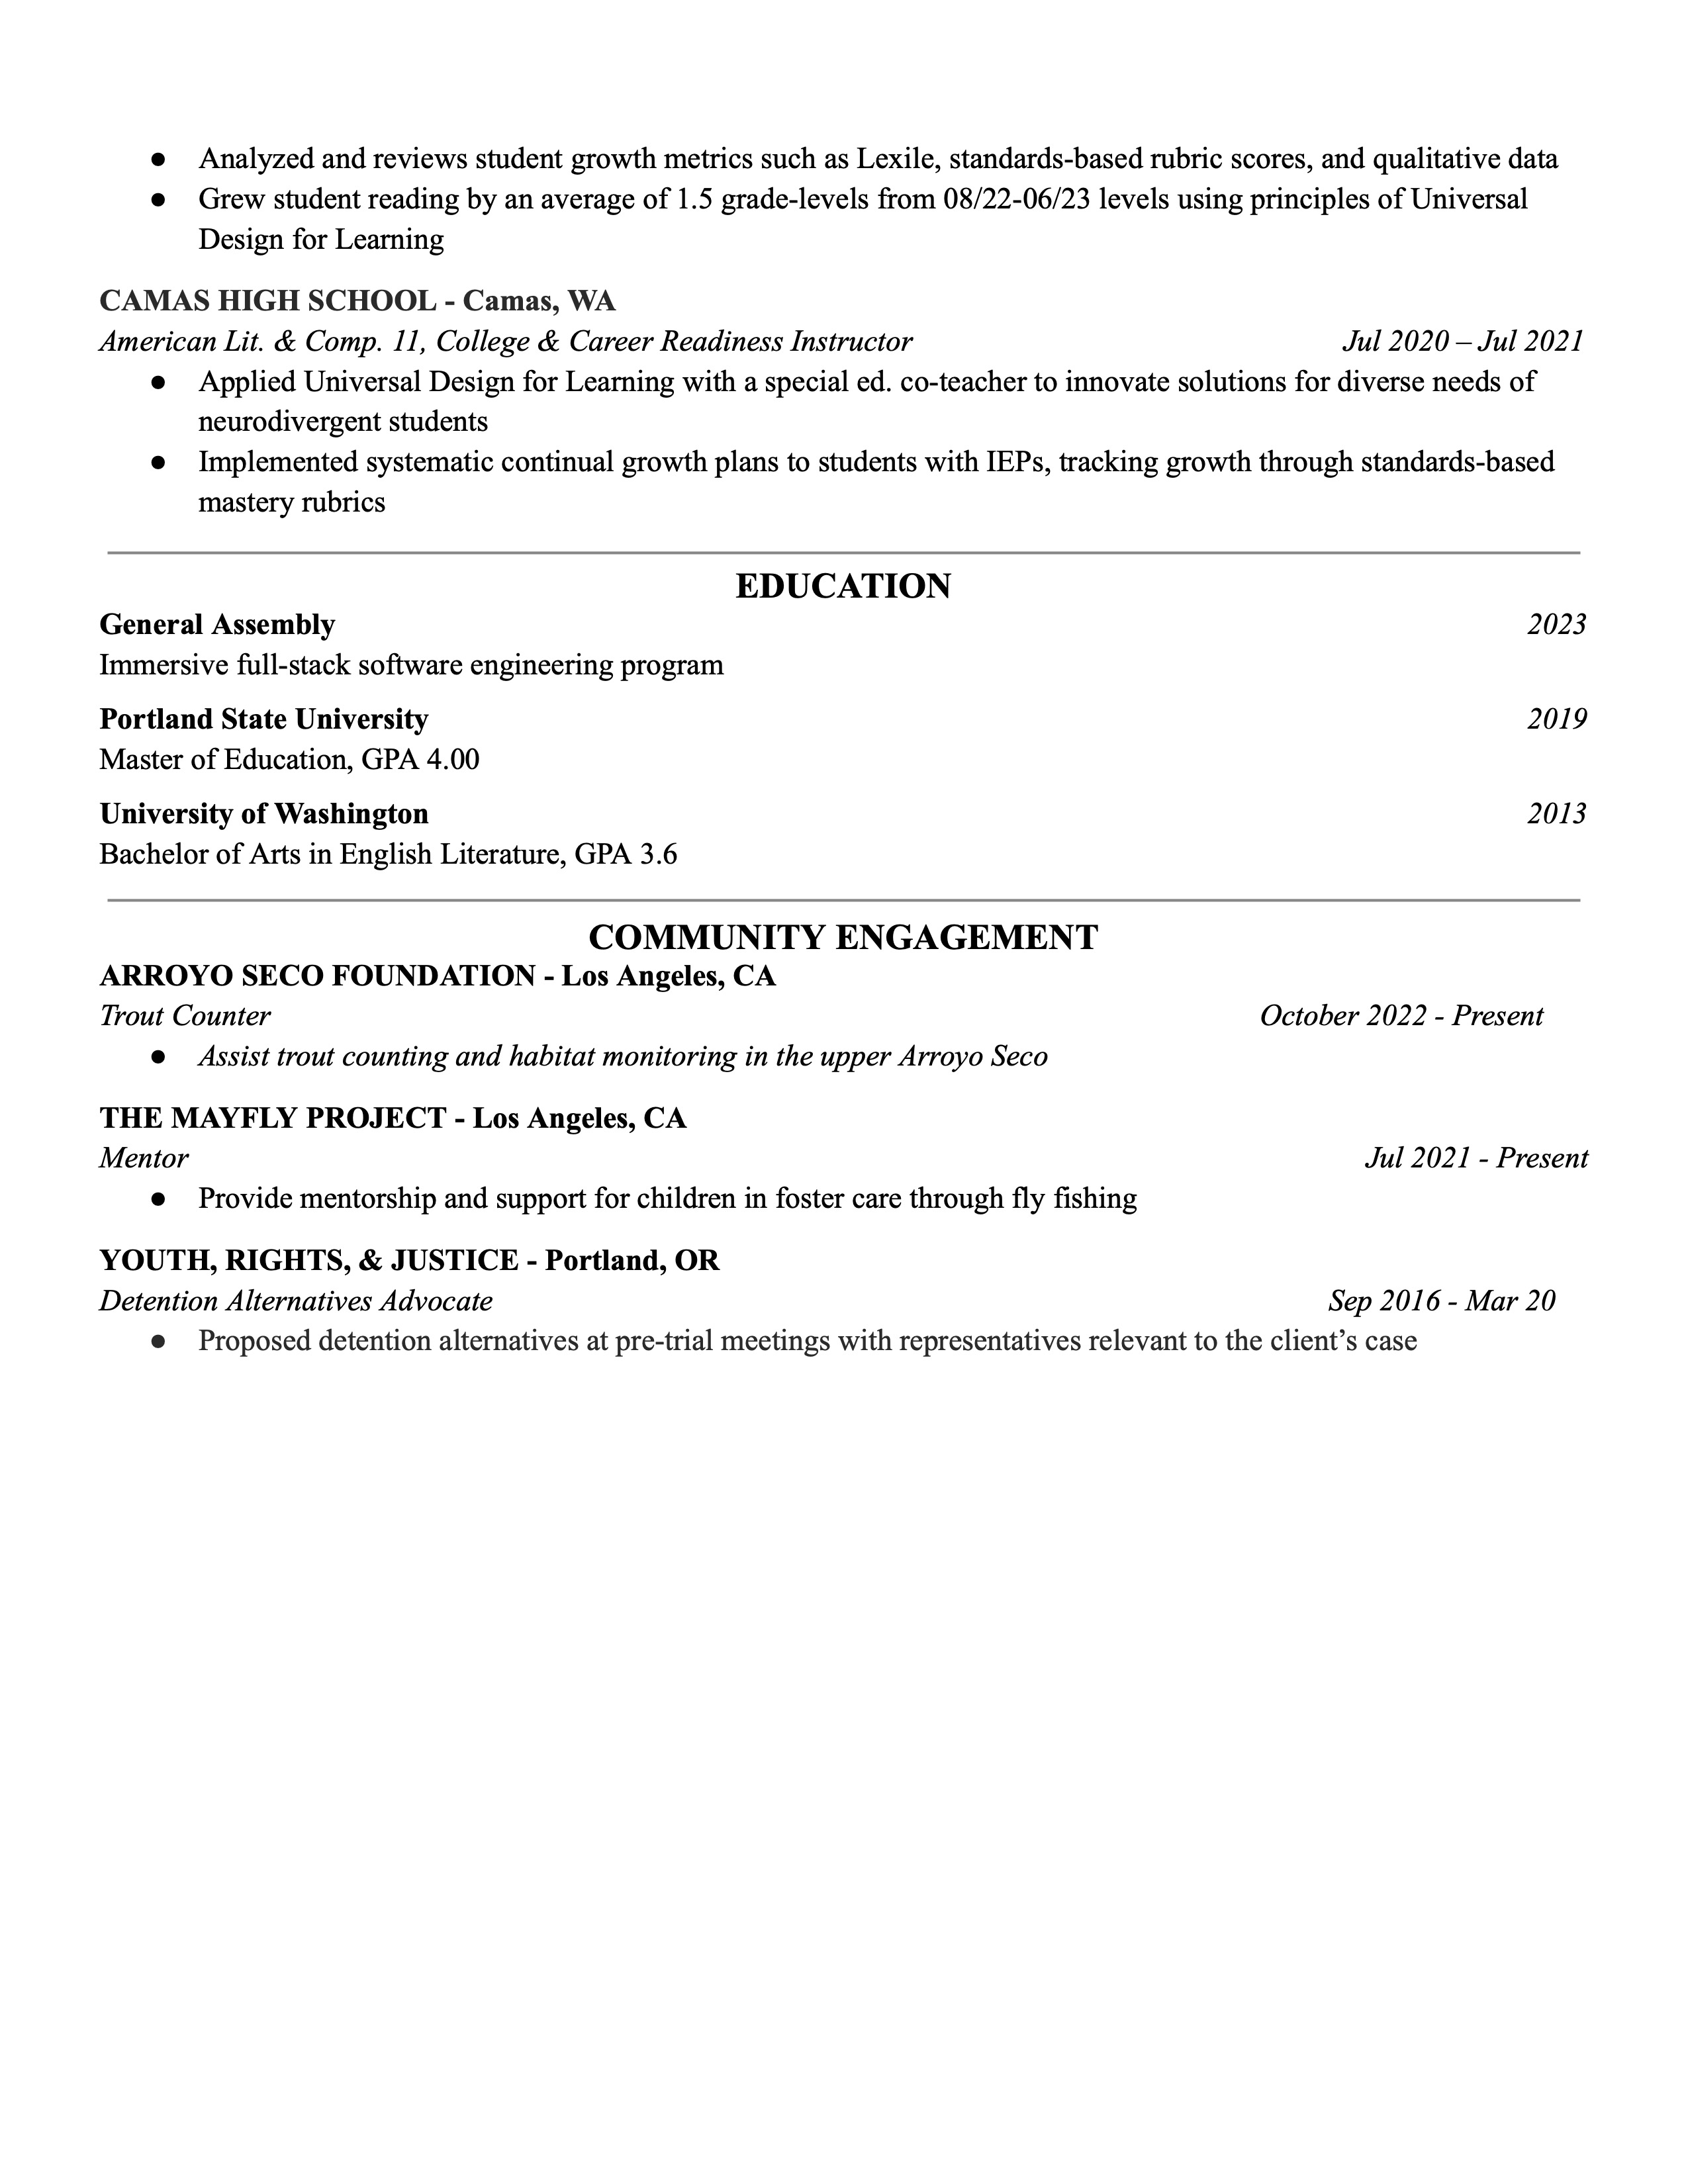 ● Analyzed and reviews student growth metrics such as Lexile, standards-based rubric scores, and qualitative data
● Grew student reading by an average of 1.5 grade-levels from 08/22-06/23 levels using principles of Universal
Design for Learning
CAMAS HIGH SCHOOL - Camas, WA
American Lit. & Comp. 11, College & Career Readiness Instructor Jul 2020 – Jul 2021
● Applied Universal Design for Learning with a special ed. co-teacher to innovate solutions for diverse needs of
neurodivergent students
● Implemented systematic continual growth plans to students with IEPs, tracking growth through standards-based
mastery rubrics
EDUCATION
General Assembly 2023
Immersive full-stack software engineering program
Portland State University 2019
Master of Education, GPA 4.00
University of Washington 2013
Bachelor of Arts in English Literature, GPA 3.6
COMMUNITY ENGAGEMENT
ARROYO SECO FOUNDATION - Los Angeles, CA
Trout Counter October 2022 - Present
● Assist trout counting and habitat monitoring in the upper Arroyo Seco
THE MAYFLY PROJECT - Los Angeles, CA
Mentor Jul 2021 - Present
● Provide mentorship and support for children in foster care through fly fishing
YOUTH, RIGHTS, & JUSTICE - Portland, OR
Detention Alternatives Advocate Sep 2016 - Mar 20
● Proposed detention alternatives at pre-trial meetings with representatives relevant to the client’s case